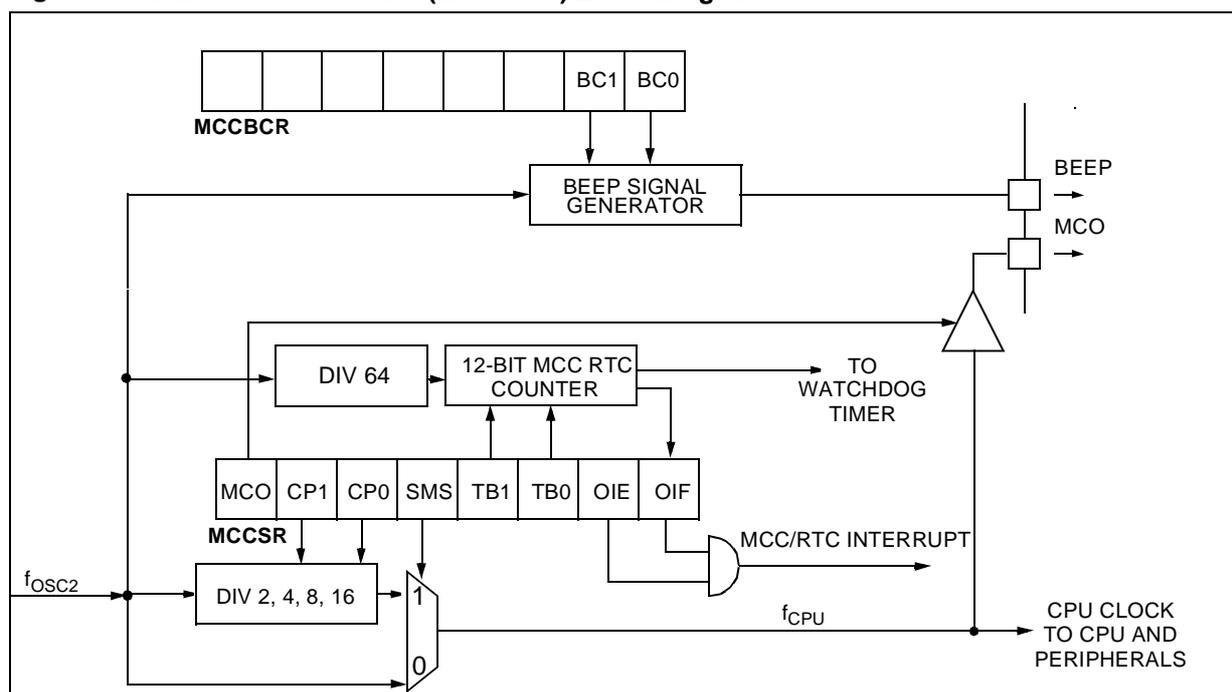 BC1 BC0
MCCBCR
BEEP SIGNAL
GENERATOR
BEEP
MCO
DIV 64
12-BIT MCC RTC
COUNTER
TO
WATCHDOG
TIMER
MCO CP1 CP0 SMS TB1 TB0 OIE OIF
MCCSR
MCC/RTC INTERRUPT
fOSC2
DIV 2, 4, 8, 16
1
0
fCPU
CPU CLOCK
TO CPU AND
PERIPHERALS